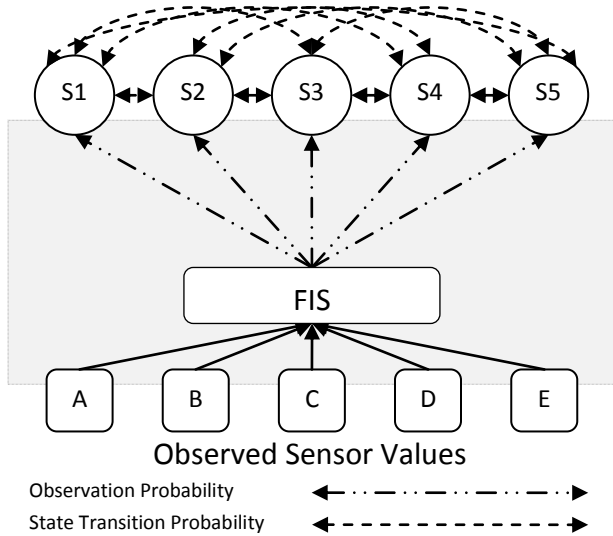 S1 S2 S3 S4 S5
FIS
A B C D E
Observed Sensor Values
Observation Probability
State Transition Probability